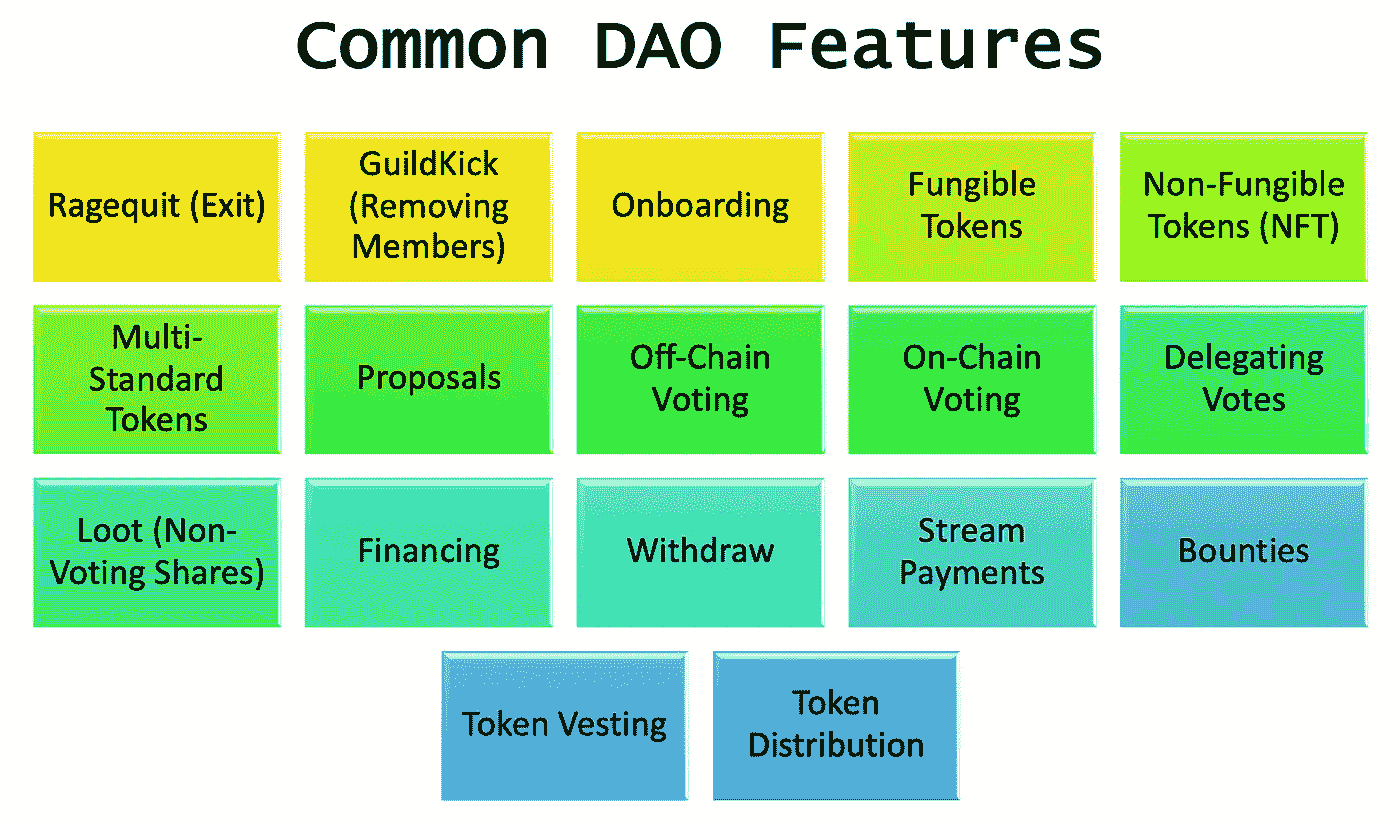 Common DAO Features
Ragequit (Exit)
GuildKick
(Removing
Members)
Onboarding
Fungible
Tokens
Non-Fungible
Tokens (NFT)
Multi-
Standard
Tokens
Proposals
Off-Chain
Voting
On-Chain
Voting
Delegating
Votes
Loot (Non-
Voting Shares)
Financing
Withdraw
Stream
Payments
Bounties
Token Vesting
Token
Distribution